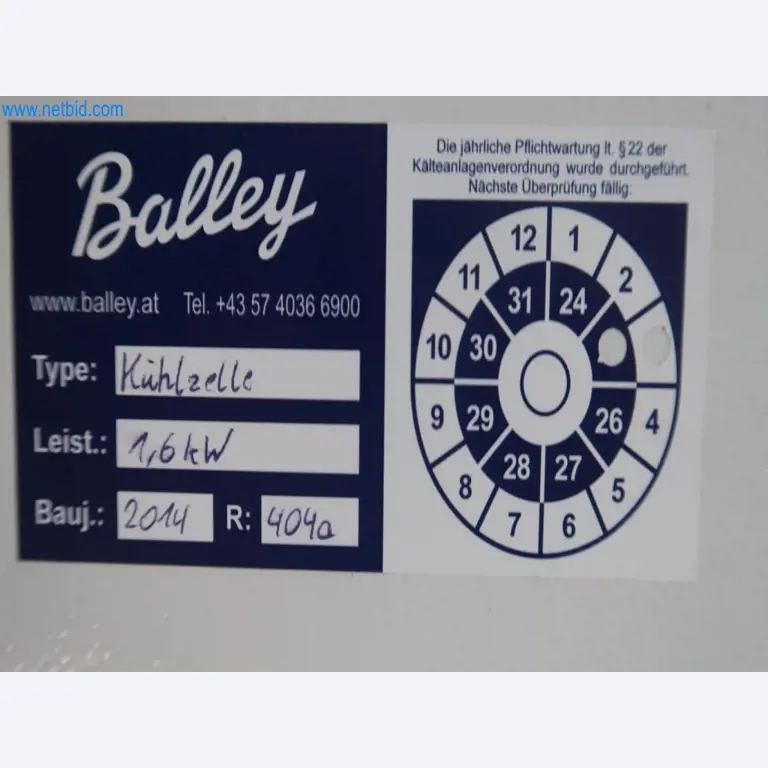 www.netbid.com
Balley
www.balley.at Tel. +43 57 4036 6900
Type: Kühlzelle
Leist.: 1,6 kW
Bauj.: 2014 R: 404a
Die jährliche Pflichtwartung lt. §22 der
Kälteanlagenverordnung wurde durchgeführt.
Nächste Überprüfung fällig:
12 1
11 2
31 24
10 30
9 29 26 4
28 27
8 5
7 6